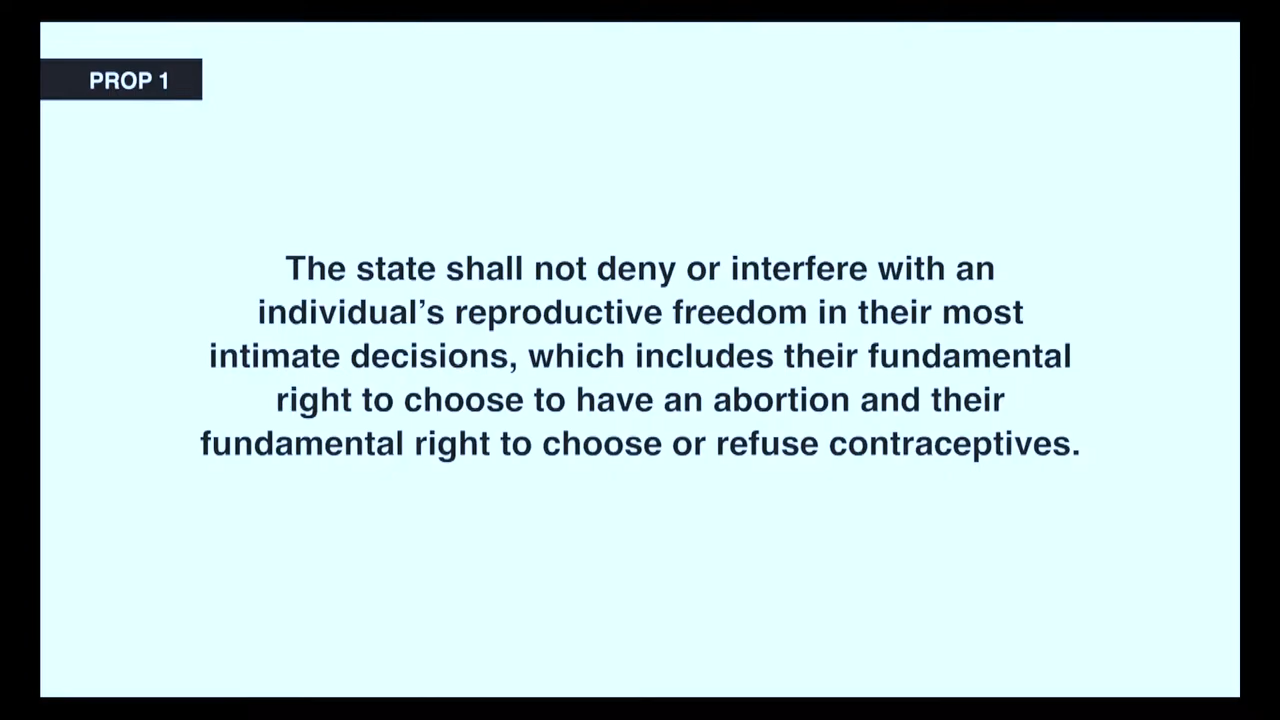 PROP 1
The state shall not deny or interfere with an
individual’s reproductive freedom in their most
intimate decisions, which includes their fundamental
right to choose to have an abortion and their
fundamental right to choose or refuse contraceptives.